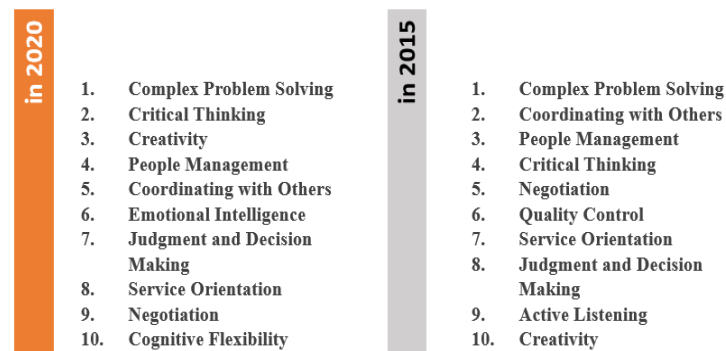 in 2020
1. Complex Problem Solving
2. Critical Thinking
3. Creativity
4. People Management
5. Coordinating with Others
6. Emotional Intelligence
7. Judgment and Decision
Making
8. Service Orientation
9. Negotiation
10. Cognitive Flexibility
in 2015
1. Complex Problem Solving
2. Coordinating with Others
3. People Management
4. Critical Thinking
5. Negotiation
6. Quality Control
7. Service Orientation
8. Judgment and Decision
Making
9. Active Listening
10. Creativity